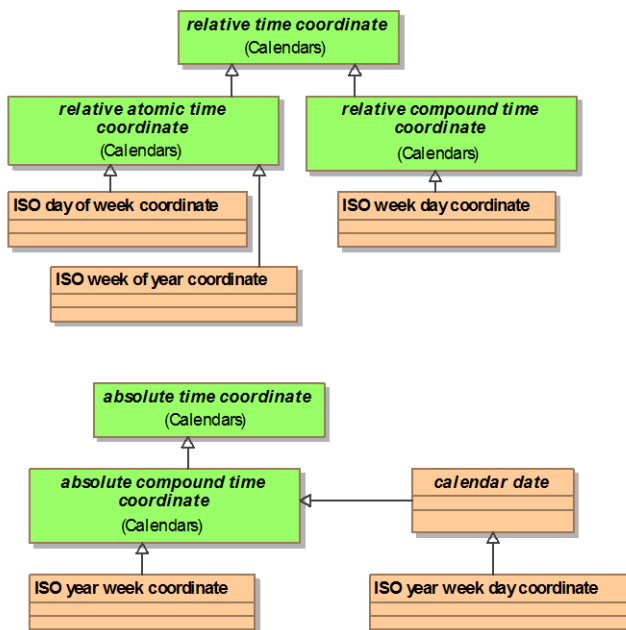 relative time coordinate
(Calendars)
relative atomic time
coordinate
(Calendars)
relative compound time
coordinate
(Calendars)
ISO day of week coordinate
ISO week day coordinate
ISO week of year coordinate
absolute time coordinate
(Calendars)
absolute compound time
coordinate
(Calendars)
calendar date
ISO year week coordinate
ISO year week day coordinate